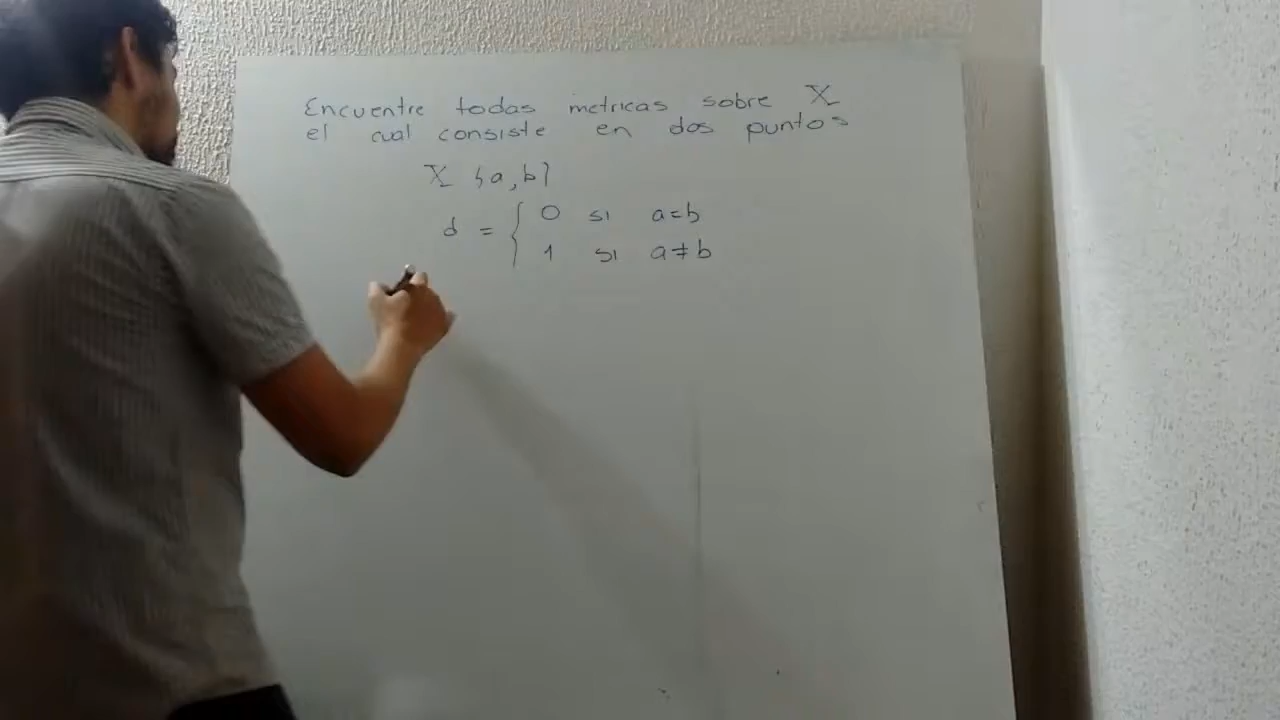 Encuentre todas metricas sobre X
el cual consiste en dos puntos
X {a,b}
d = { 0 si a=b
1 si a≠b